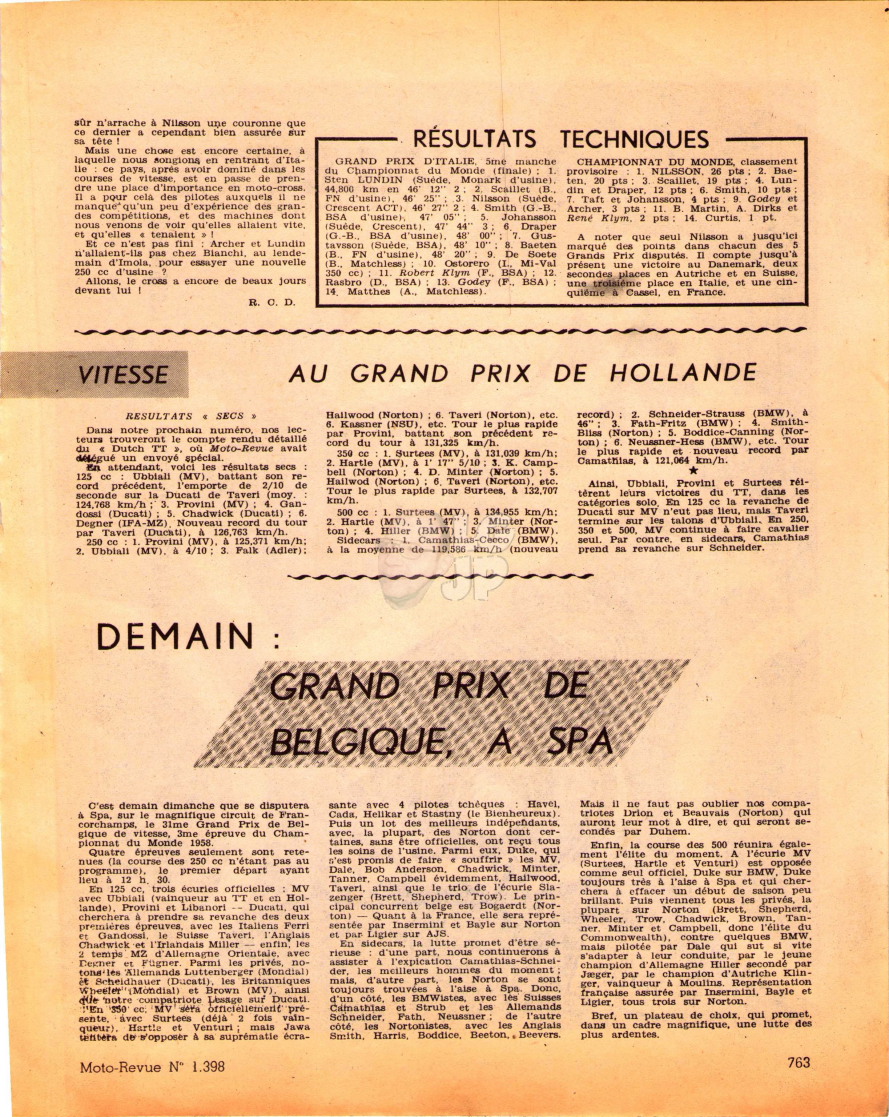 sûr n'arrache à Nilsson une couronne que
ce dernier a cependant bien assurée sur
sa tête !
Mais une chose est encore certaine, à
laquelle nous songions en rentrant d'Ita-
lie : ce pays, après avoir dominé dans les
courses de vitesse, est en passe de pren-
dre une place d'importance en moto-cross.
Il a pour cela des pilotes auxquels il ne
manque qu'un peu d'expérience des gran-
des compétitions, et des machines dont
nous venons de voir qu'elles allaient vite,
et qu'elles « tenaient » !
Et ce n'est pas fini : Archer et Lundin
n'allaient-ils pas chez Bianchi, au lende-
main d'Imola, pour essayer une nouvelle
250 cc d'usine ?
Allons, le cross a encore de beaux jours
devant lui !
R. C. D.
RÉSULTATS TECHNIQUES
GRAND PRIX D'ITALIE, 5me manche
du Championnat du Monde (finale) : 1.
Sten LUNDIN (Suède, Monark d'usine),
44,800 km en 46' 12" 2 ; 2. Scaillet (B.,
FN d'usine), 46' 25" ; 3. Nilsson (Suède,
Crescent ACT), 46' 27" 2 ; 4. Smith (G.-B.,
BSA d'usine), 47' 05" ; 5. Johansson
(Suède, Crescent), 47' 44" 3 ; 6. Draper
(G.-B., BSA d'usine), 48' 00" ; 7. Gus-
tavsson (Suède, BSA), 48' 10" ; 8. Baeten
(B., FN d'usine), 48' 20" ; 9. De Soete
(B., Matchless) ; 10. Ostorero (I., Mi-Val
350 cc) ; 11. Robert Klym (F., BSA) ; 12.
Rasbro (D., BSA) ; 13. Godey (F., BSA) ;
14. Matthes (A., Matchless).
CHAMPIONNAT DU MONDE, classement
provisoire : 1. NILSSON, 26 pts ; 2. Bae-
ten, 20 pts ; 3. Scaillet, 19 pts ; 4. Lun-
din et Draper, 12 pts ; 6. Smith, 10 pts ;
7. Taft et Johansson, 4 pts ; 9. Godey et
Archer, 3 pts ; 11. B. Martin, A. Dirks et
René Klym, 2 pts ; 14. Curtis, 1 pt.
A noter que seul Nilsson a jusqu'ici
marqué des points dans chacun des 5
Grands Prix disputés. Il compte jusqu'à
présent une victoire au Danemark, deux
secondes places en Autriche et en Suisse,
une troisième place en Italie, et une cin-
quième à Cassel, en France.
VITESSE
AU GRAND PRIX DE HOLLANDE
RESULTATS « SECS »
Dans notre prochain numéro, nos lec-
teurs trouveront le compte rendu détaillé
du « Dutch TT », où Moto-Revue avait
délégué un envoyé spécial.
En attendant, voici les résultats secs :
125 cc : Ubbiali (MV), battant son re-
cord précédent, l'emporte de 2/10 de
seconde sur la Ducati de Taveri (moy. :
124,768 km/h ; 3. Provini (MV) ; 4. Gan-
dossi (Ducati) ; 5. Chadwick (Ducati) ; 6.
Degner (IFA-MZ). Nouveau record du tour
par Taveri (Ducati), à 126,763 km/h.
250 cc : 1. Provini (MV), à 125,371 km/h;
2. Ubbiali (MV), à 4/10 ; 3. Falk (Adler);
Hailwood (Norton) ; 6. Taveri (Norton), etc.
6. Kassner (NSU), etc. Tour le plus rapide
par Provini, battant son précédent re-
cord du tour à 131,325 km/h.
350 cc : 1. Surtees (MV), à 131,039 km/h;
2. Hartle (MV), à 1' 17" 5/10 ; 3. K. Camp-
bell (Norton) ; 4. D. Minter (Norton) ; 5.
Hailwod (Norton) ; 6. Taveri (Norton), etc.
Tour le plus rapide par Surtees, à 132,707
km/h.
500 cc : 1. Surtees (MV), à 134,955 km/h;
2. Hartle (MV), à 1' 47" ; 3. Minter (Nor-
ton) ; 4. Hiller (BMW) ; 5. Dale (BMW).
Sidecars : 1. Camathias-Cecco (BMW),
à la moyenne de 119,586 km/h (nouveau
record) ; 2. Schneider-Strauss (BMW), à
46" ; 3. Fath-Fritz (BMW) ; 4. Smith-
Bliss (Norton) ; 5. Boddice-Canning (Nor-
ton) ; 6. Neussner-Hess (BMW), etc. Tour
le plus rapide et nouveau record par
Camathias, à 121,064 km/h.
★
Ainsi, Ubbiali, Provini et Surtees réi-
tèrent leurs victoires du TT, dans les
catégories solo. En 125 cc la revanche de
Ducati sur MV n'eut pas lieu, mais Taveri
termine sur les talons d'Ubbiali. En 250,
350 et 500, MV continue à faire cavalier
seul. Par contre, en sidecars, Camathias
prend sa revanche sur Schneider.
JP
DEMAIN :
GRAND PRIX DE
BELGIQUE, A SPA
C'est demain dimanche que se disputera
à Spa, sur le magnifique circuit de Fran-
corchamps, le 31me Grand Prix de Bel-
gique de vitesse, 3me épreuve du Cham-
pionnat du Monde 1958.
Quatre épreuves seulement sont rete-
nues (la course des 250 cc n'étant pas au
programme), le premier départ ayant
lieu à 12 h. 30.
En 125 cc, trois écuries officielles : MV
avec Ubbiali (vainqueur au TT et en Hol-
lande), Provini et Libanori -- Ducati, qui
cherchera à prendre sa revanche des deux
premières épreuves, avec les Italiens Ferri
et Gandossi, le Suisse Taveri, l'Anglais
Chadwick et l'Irlandais Miller — enfin, les
2 temps MZ d'Allemagne Orientale, avec
Degner et Fügner. Parmi les privés, no-
tons les Allemands Luttenberger (Mondial)
et Scheidhauer (Ducati), les Britanniques
Wheeler (Mondial) et Brown (MV), ainsi
que notre compatriote Lesage sur Ducati.
En 350 cc, MV sera officiellement pré-
sente, avec Surtees (déjà 2 fois vain-
queur), Hartle et Venturi ; mais Jawa
tentera de s'opposer à sa suprématie écra-
sante avec 4 pilotes tchèques : Havel,
Cada, Helikar et Stastny (le Bienheureux).
Puis un lot des meilleurs indépendants,
avec, la plupart, des Norton dont cer-
taines, sans être officielles, ont reçu tous
les soins de l'usine. Parmi eux, Duke, qui
s'est promis de faire « souffrir » les MV,
Dale, Bob Anderson, Chadwick, Minter,
Tanner, Campbell évidemment, Hailwood,
Taveri, ainsi que le trio de l'écurie Sla-
zenger (Brett, Shepherd, Trow). Le prin-
cipal concurrent belge est Bogaerdt (Nor-
ton) — Quant à la France, elle sera repré-
sentée par Insermini et Bayle sur Norton
et par Ligier sur AJS.
En sidecars, la lutte promet d'être sé-
rieuse : d'une part, nous continuerons à
assister à l'explication Camathias-Schnei-
der, les meilleurs hommes du moment ;
mais, d'autre part, les Norton se sont
toujours trouvées à l'aise à Spa. Donc,
d'un côté, les BMWistes, avec les Suisses
Camathias et Strub et les Allemands
Schneider, Fath, Neussner ; de l'autre
côté, les Nortonistes, avec les Anglais
Smith, Harris, Boddice, Beeton, Beevers.
Mais il ne faut pas oublier nos compa-
triotes Drion et Beauvais (Norton) qui
auront leur mot à dire, et qui seront se-
condés par Duhem.
Enfin, la course des 500 réunira égale-
ment l'élite du moment. A l'écurie MV
(Surtees, Hartle et Venturi) est opposée
comme seul officiel, Duke sur BMW, Duke
toujours très à l'aise à Spa et qui cher-
chera à effacer un début de saison peu
brillant. Puis viennent tous les privés, la
plupart sur Norton (Brett, Shepherd,
Wheeler, Trow, Chadwick, Brown, Tan-
ner, Minter et Campbell, donc l'élite du
Commonwealth), contre quelques BMW,
mais pilotée par Dale qui sut si vite
s'adapter à leur conduite, par le jeune
champion d'Allemagne Hiller secondé par
Jæger, par le champion d'Autriche Klin-
ger, vainqueur à Moulins. Représentation
française assurée par Insermini, Bayle et
Ligier, tous trois sur Norton.
Bref, un plateau de choix, qui promet,
dans un cadre magnifique, une lutte des
plus ardentes.
Moto-Revue N° 1.398
763